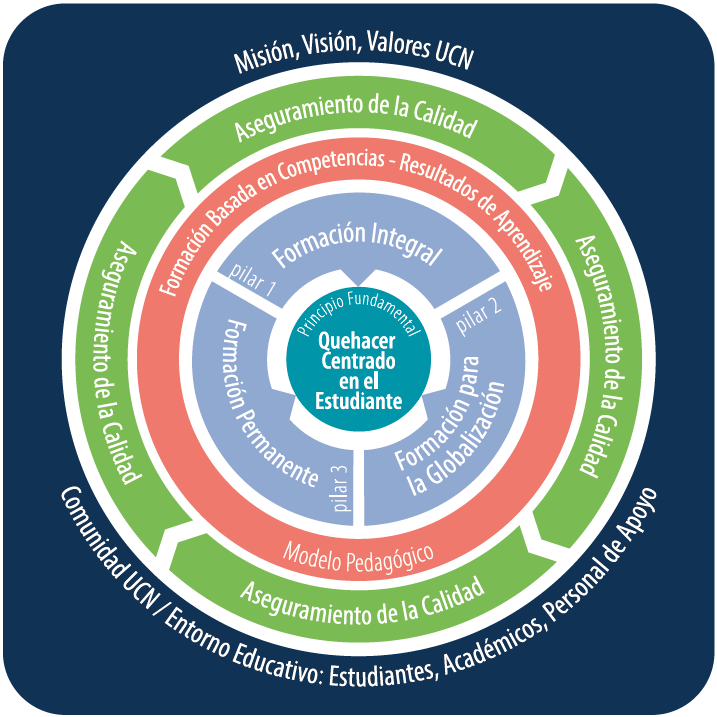 Misión, Visión, Valores UCN
Aseguramiento de la Calidad
Formación Basada en Competencias - Resultados de Aprendizaje
Formación Integral
pilar 1
pilar 2
Principio Fundamental
Quehacer
Centrado
en el
Estudiante
Aseguramiento de la Calidad
Aseguramiento de la Calidad
Formación Permanente
Formación para
la Globalización
pilar 3
Modelo Pedagógico
Aseguramiento de la Calidad
Comunidad UCN / Entorno Educativo: Estudiantes, Académicos, Personal de Apoyo